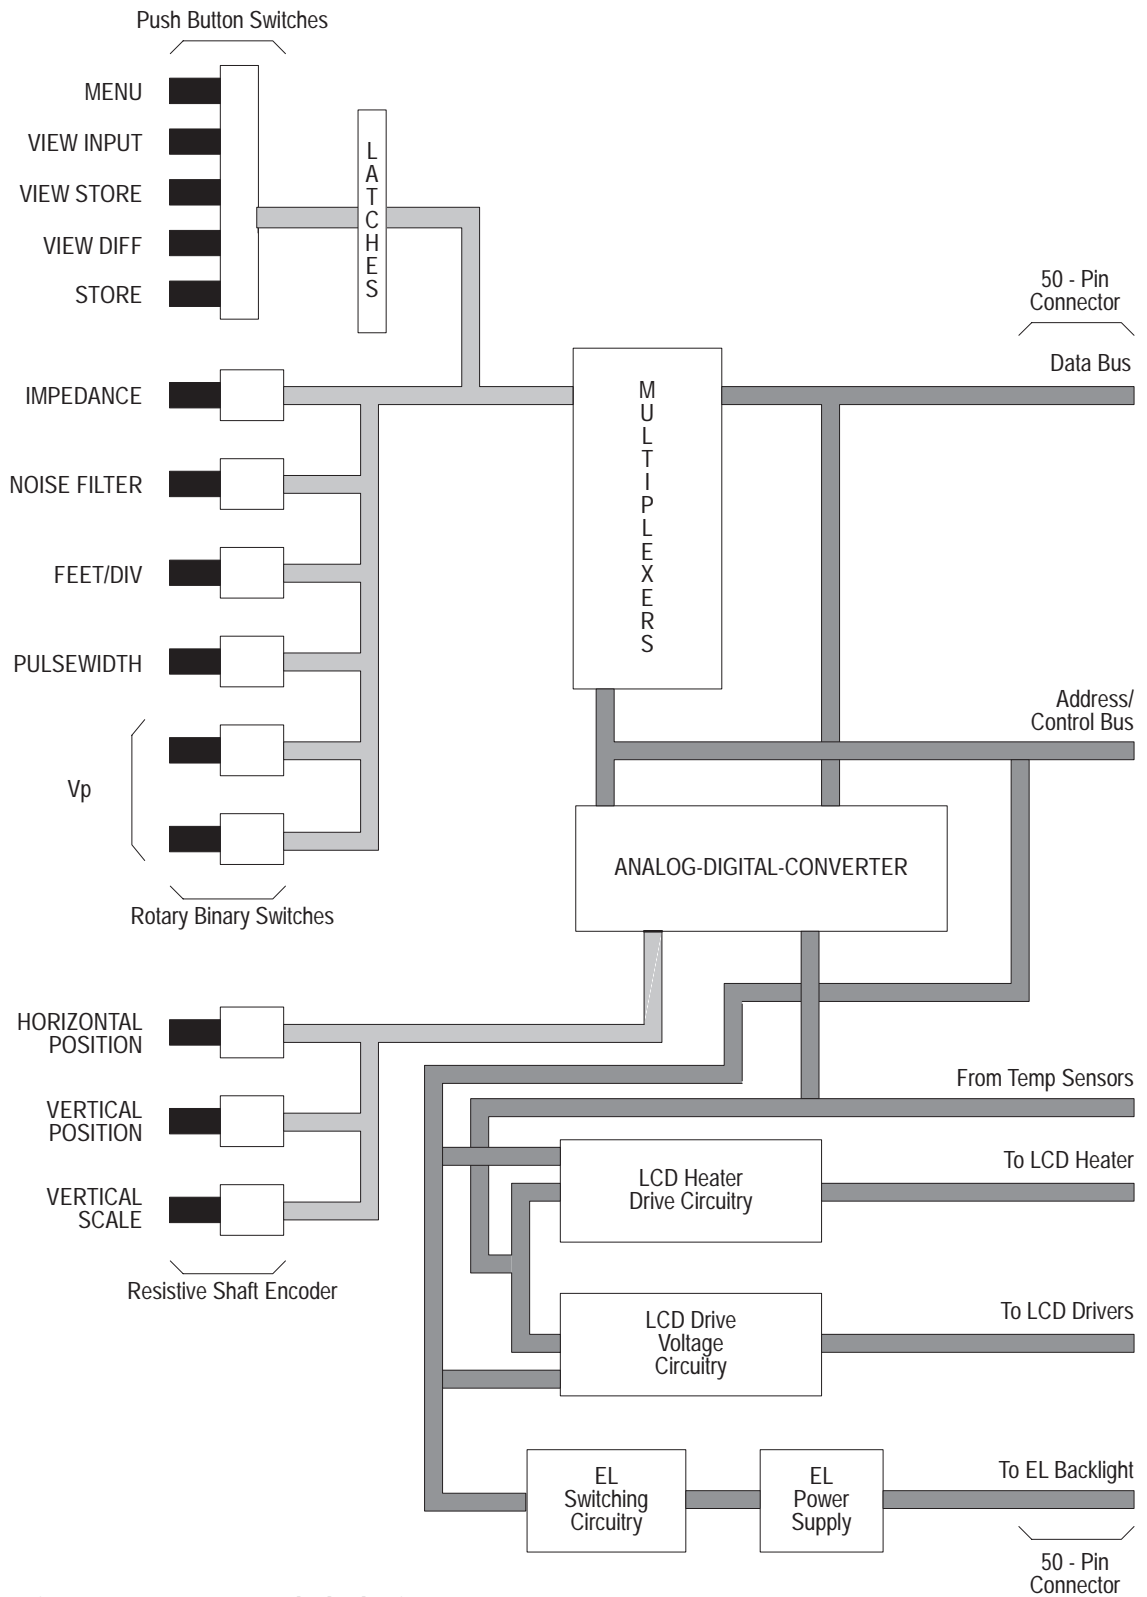 Push Button Switches
MENU
VIEW INPUT
VIEW STORE
VIEW DIFF
STORE
LATCHES
IMPEDANCE
NOISE FILTER
FEET/DIV
PULSEWIDTH
Vp
Rotary Binary Switches
MULTIPLEXERS
50 - Pin
Connector
Data Bus
Address/
Control Bus
ANALOG-DIGITAL-CONVERTER
HORIZONTAL
POSITION
VERTICAL
POSITION
VERTICAL
SCALE
Resistive Shaft Encoder
From Temp Sensors
To LCD Heater
LCD Heater
Drive Circuitry
To LCD Drivers
LCD Drive
Voltage
Circuitry
To EL Backlight
EL
Switching
Circuitry
EL
Power
Supply
50 - Pin
Connector